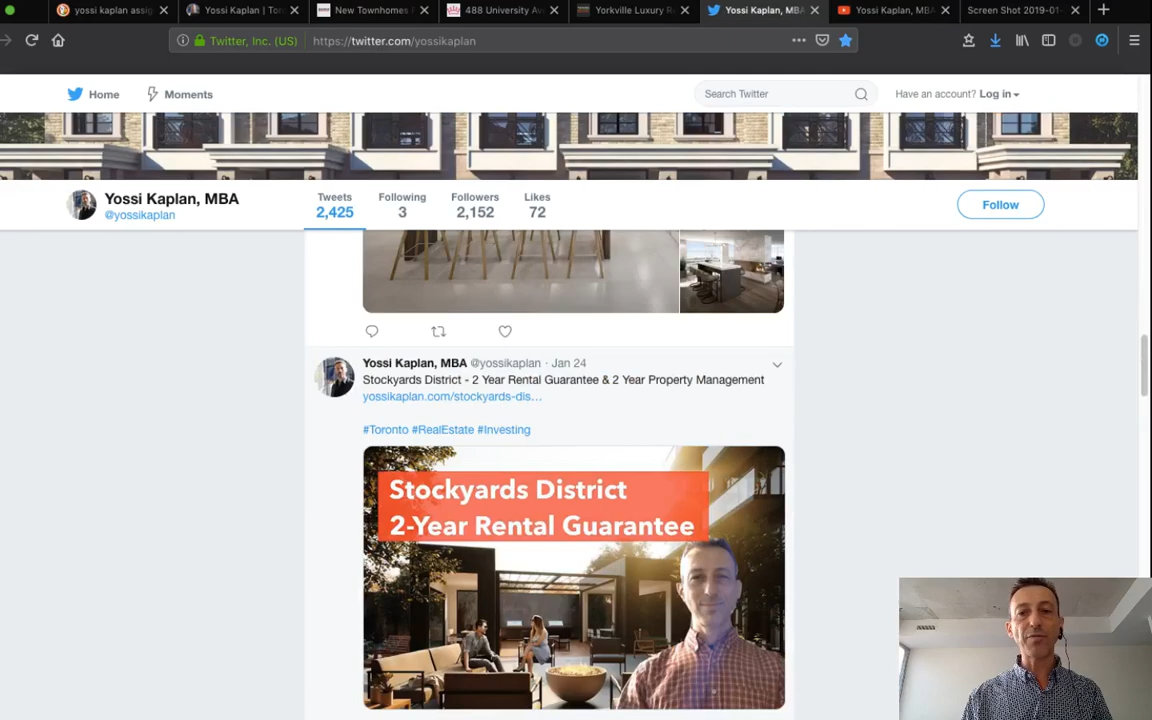 yossi kaplan assig
Yossi Kaplan | Tor
New Townhomes
488 University Av
Yorkville Luxury R
Yossi Kaplan, MBA
Yossi Kaplan, MBA
Screen Shot 2019-01-
Twitter, Inc. (US)
https://twitter.com/yossikaplan
Home
Moments
Search Twitter
Have an account? Log in
Yossi Kaplan, MBA
@yossikaplan
Tweets
2,425
Following
3
Followers
2,152
Likes
72
Follow
Yossi Kaplan, MBA @yossikaplan · Jan 24
Stockyards District - 2 Year Rental Guarantee & 2 Year Property Management
yossikaplan.com/stockyards-dis…
#Toronto #RealEstate #Investing
Stockyards District
2-Year Rental Guarantee